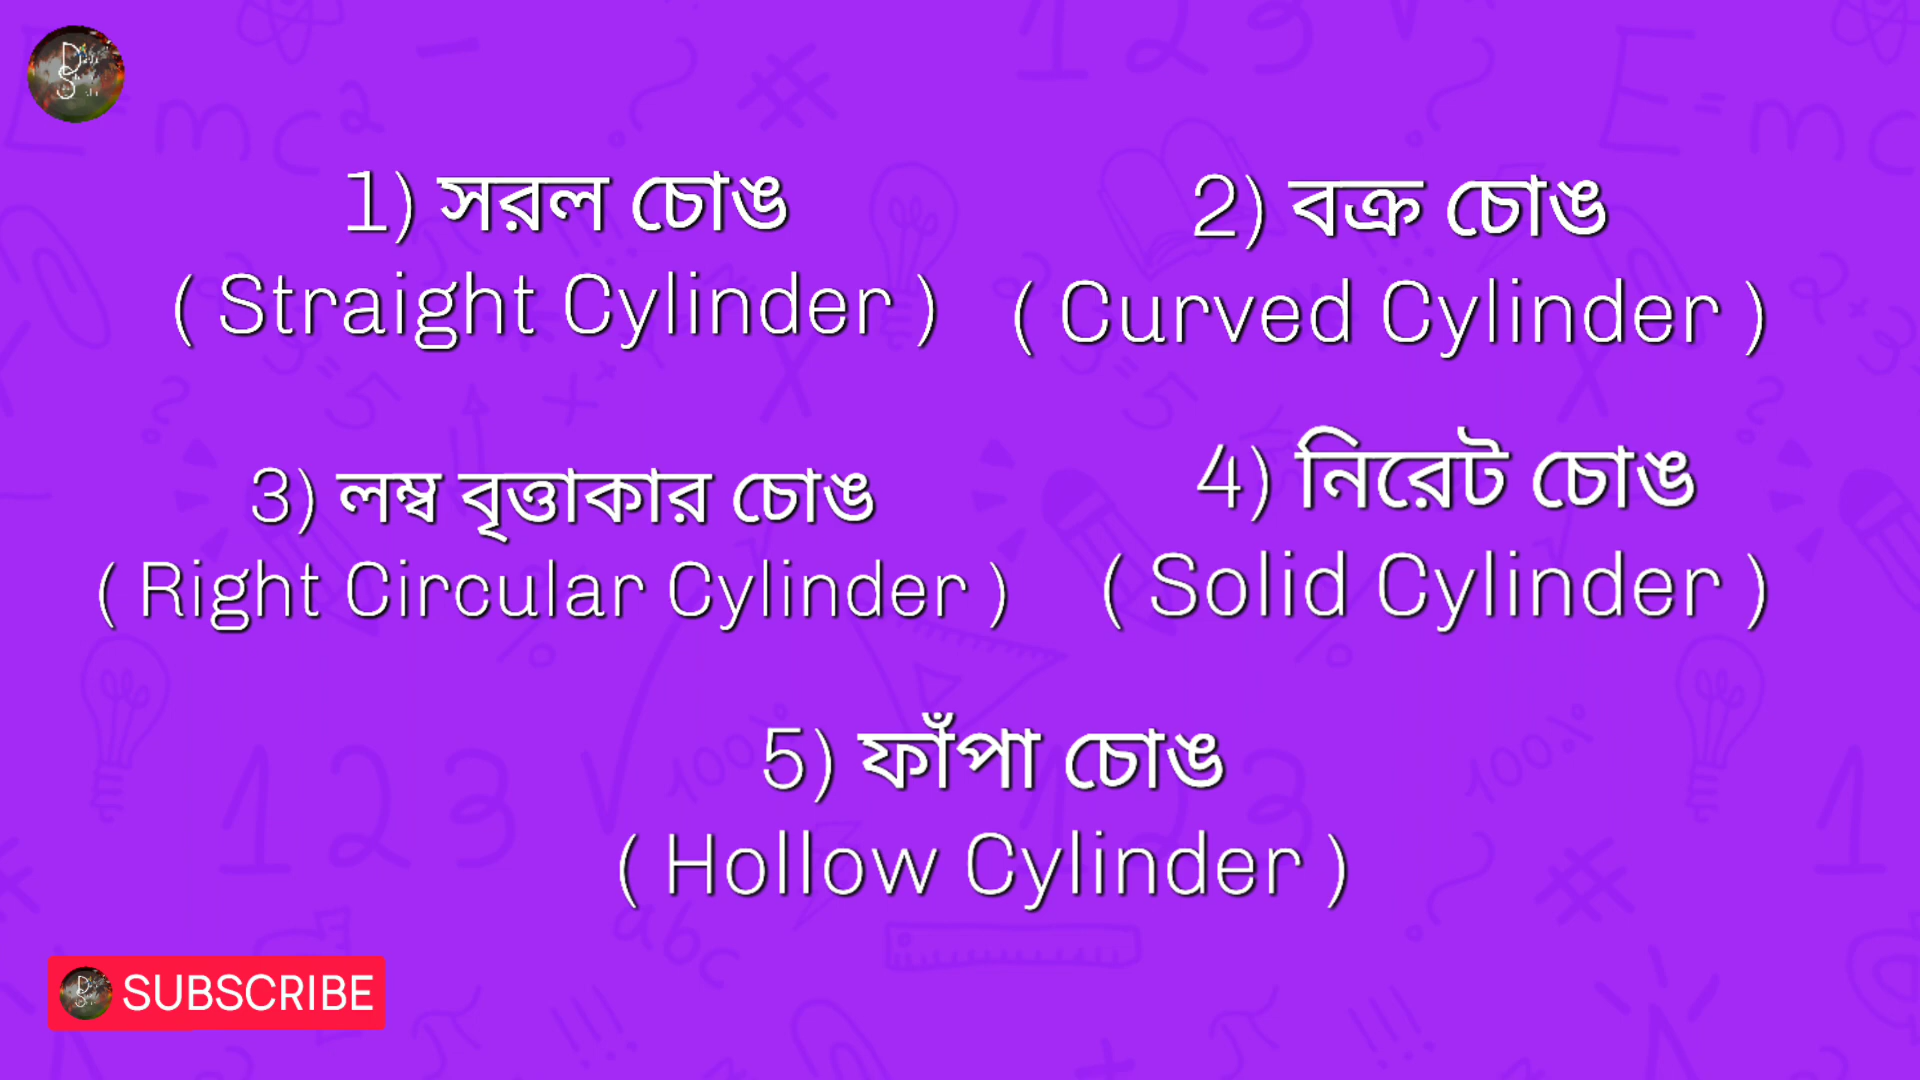 1) সরল চোঙ
( Straight Cylinder )
2) বক্র চোঙ
( Curved Cylinder )
3) লম্ব বৃত্তাকার চোঙ
( Right Circular Cylinder )
4) নিরেট চোঙ
( Solid Cylinder )
5) ফাঁপা চোঙ
( Hollow Cylinder )
SUBSCRIBE